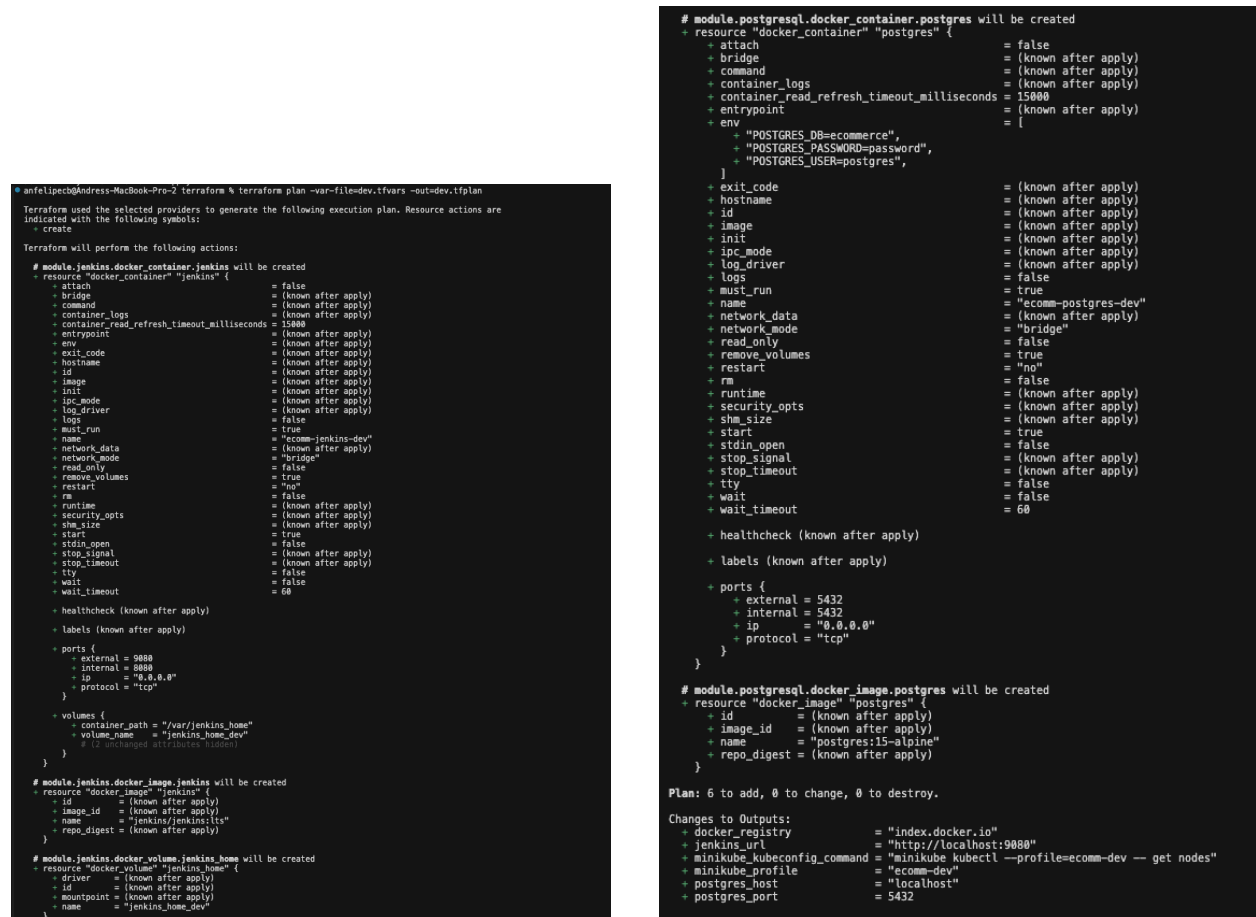 anfelipecb@Andress-MacBook-Pro-2 terraform % terraform plan -var-file=dev.tfvars -out=dev.tfplan
Terraform used the selected providers to generate the following execution plan. Resource actions are
indicated with the following symbols:
+ create
Terraform will perform the following actions:
# module.jenkins.docker_container.jenkins will be created
+ resource "docker_container" "jenkins" {
+ attach = false
+ bridge = (known after apply)
+ command = (known after apply)
+ container_logs = (known after apply)
+ container_read_refresh_timeout_milliseconds = 15000
+ entrypoint = (known after apply)
+ env = (known after apply)
+ exit_code = (known after apply)
+ hostname = (known after apply)
+ id = (known after apply)
+ image = (known after apply)
+ init = (known after apply)
+ ipc_mode = (known after apply)
+ log_driver = (known after apply)
+ logs = false
+ must_run = true
+ name = "ecomm-jenkins-dev"
+ network_data = (known after apply)
+ network_mode = "bridge"
+ read_only = false
+ remove_volumes = true
+ restart = "no"
+ rm = false
+ runtime = (known after apply)
+ security_opts = (known after apply)
+ shm_size = (known after apply)
+ start = true
+ stdin_open = false
+ stop_signal = (known after apply)
+ stop_timeout = (known after apply)
+ tty = false
+ wait = false
+ wait_timeout = 60
+ healthcheck (known after apply)
+ labels (known after apply)
+ ports {
+ external = 9080
+ internal = 8080
+ ip = "0.0.0.0"
+ protocol = "tcp"
}
+ volumes {
+ container_path = "/var/jenkins_home"
+ volume_name = "jenkins_home_dev"
# (2 unchanged attributes hidden)
}
}
# module.jenkins.docker_image.jenkins will be created
+ resource "docker_image" "jenkins" {
+ id = (known after apply)
+ image_id = (known after apply)
+ name = "jenkins/jenkins:lts"
+ repo_digest = (known after apply)
}
# module.jenkins.docker_volume.jenkins_home will be created
+ resource "docker_volume" "jenkins_home" {
+ driver = (known after apply)
+ id = (known after apply)
+ mountpoint = (known after apply)
+ name = "jenkins_home_dev"
}
# module.postgresql.docker_container.postgres will be created
+ resource "docker_container" "postgres" {
+ attach = false
+ bridge = (known after apply)
+ command = (known after apply)
+ container_logs = (known after apply)
+ container_read_refresh_timeout_milliseconds = 15000
+ entrypoint = (known after apply)
+ env = [
+ "POSTGRES_DB=ecommerce",
+ "POSTGRES_PASSWORD=password",
+ "POSTGRES_USER=postgres",
]
+ exit_code = (known after apply)
+ hostname = (known after apply)
+ id = (known after apply)
+ image = (known after apply)
+ init = (known after apply)
+ ipc_mode = (known after apply)
+ log_driver = (known after apply)
+ logs = false
+ must_run = true
+ name = "ecomm-postgres-dev"
+ network_data = (known after apply)
+ network_mode = "bridge"
+ read_only = false
+ remove_volumes = true
+ restart = "no"
+ rm = false
+ runtime = (known after apply)
+ security_opts = (known after apply)
+ shm_size = (known after apply)
+ start = true
+ stdin_open = false
+ stop_signal = (known after apply)
+ stop_timeout = (known after apply)
+ tty = false
+ wait = false
+ wait_timeout = 60
+ healthcheck (known after apply)
+ labels (known after apply)
+ ports {
+ external = 5432
+ internal = 5432
+ ip = "0.0.0.0"
+ protocol = "tcp"
}
}
# module.postgresql.docker_image.postgres will be created
+ resource "docker_image" "postgres" {
+ id = (known after apply)
+ image_id = (known after apply)
+ name = "postgres:15-alpine"
+ repo_digest = (known after apply)
}
Plan: 6 to add, 0 to change, 0 to destroy.
Changes to Outputs:
+ docker_registry = "index.docker.io"
+ jenkins_url = "http://localhost:9080"
+ minikube_kubeconfig_command = "minikube kubectl --profile=ecomm-dev -- get nodes"
+ minikube_profile = "ecomm-dev"
+ postgres_host = "localhost"
+ postgres_port = 5432